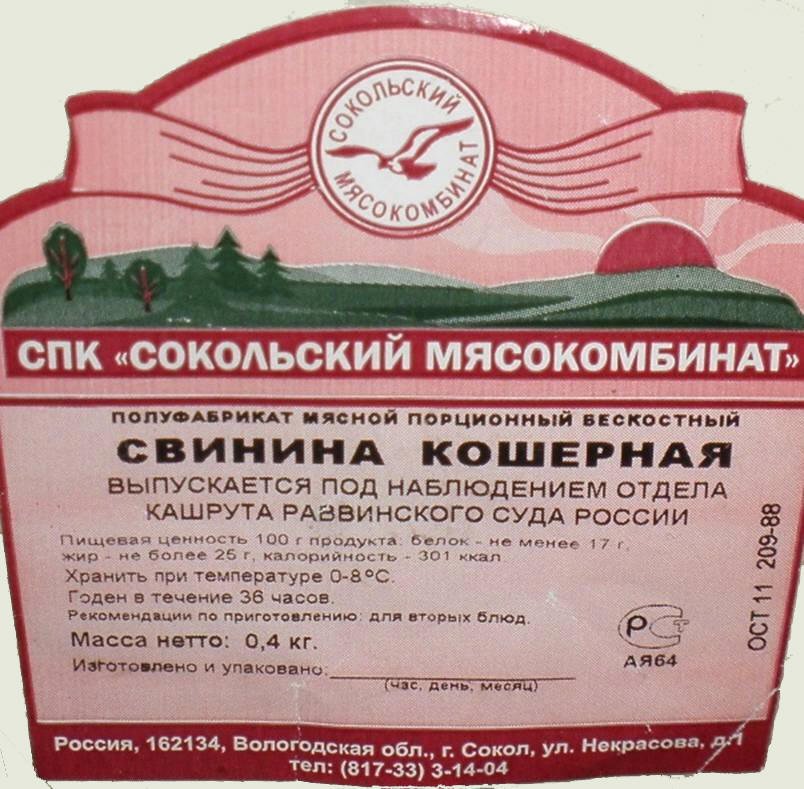 СОКОЛЬСКИЙ
МЯСОКОМБИНАТ
СПК «СОКОЛЬСКИЙ МЯСОКОМБИНАТ»
ПОЛУФАБРИКАТ МЯСНОЙ ПОРЦИОННЫЙ БЕСКОСТНЫЙ
СВИНИНА КОШЕРНАЯ
ВЫПУСКАЕТСЯ ПОД НАБЛЮДЕНИЕМ ОТДЕЛА
КАШРУТА РАВВИНСКОГО СУДА РОССИИ
Пищевая ценность 100 г продукта: белок - не менее 17 г,
жир - не более 25 г, калорийность - 301 ккал.
Хранить при температуре 0-8°С.
Годен в течение 36 часов.
Рекомендации по приготовлению: для вторых блюд.
Масса нетто: 0,4 кг.
Изготовлено и упаковано:
(час, день, месяц)
РСТ
АЯ64
ОСТ 11 209-88
Россия, 162134, Вологодская обл., г. Сокол, ул. Некрасова, д.1
тел: (817-33) 3-14-04